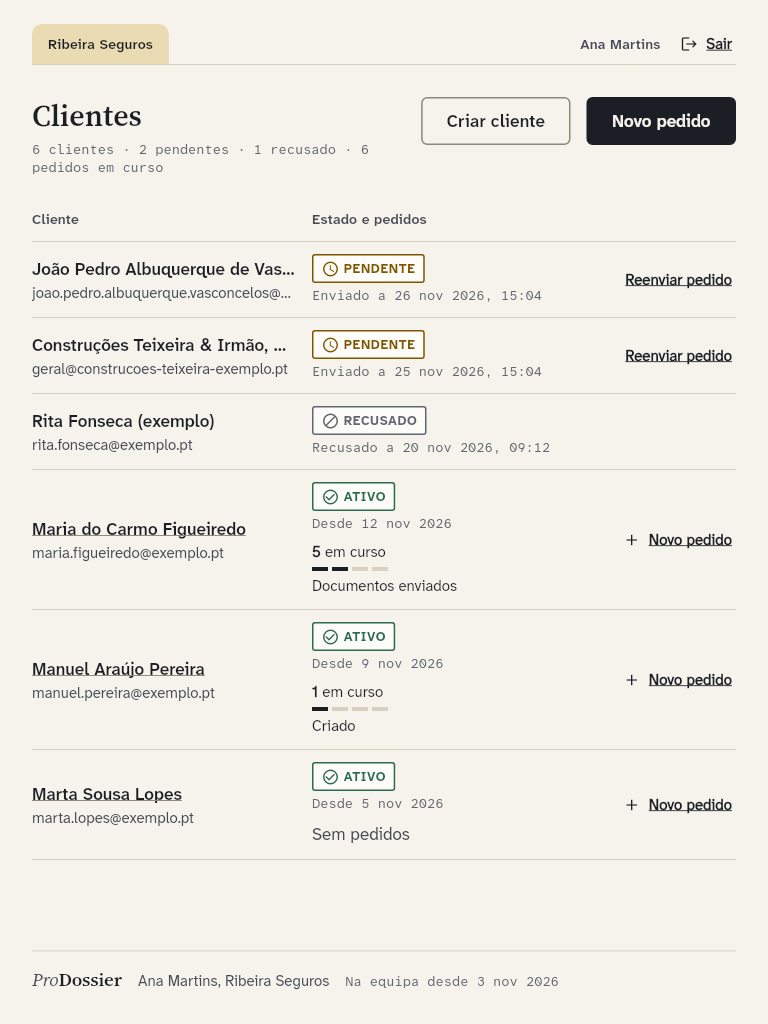 Ribeira Seguros
Ana Martins
Sair
Clientes
Criar cliente
Novo pedido
6 clientes · 2 pendentes · 1 recusado · 6
pedidos em curso
Cliente
Estado e pedidos
João Pedro Albuquerque de Vas...
joao.pedro.albuquerque.vasconcelos@...
PENDENTE
Enviado a 26 nov 2026, 15:04
Reenviar pedido
Construções Teixeira & Irmão, ...
geral@construcoes-teixeira-exemplo.pt
PENDENTE
Enviado a 25 nov 2026, 15:04
Reenviar pedido
Rita Fonseca (exemplo)
rita.fonseca@exemplo.pt
RECUSADO
Recusado a 20 nov 2026, 09:12
Maria do Carmo Figueiredo
maria.figueiredo@exemplo.pt
ATIVO
Desde 12 nov 2026
5 em curso
Documentos enviados
+ Novo pedido
Manuel Araújo Pereira
manuel.pereira@exemplo.pt
ATIVO
Desde 9 nov 2026
1 em curso
Criado
+ Novo pedido
Marta Sousa Lopes
marta.lopes@exemplo.pt
ATIVO
Desde 5 nov 2026
Sem pedidos
+ Novo pedido
ProDossier
Ana Martins, Ribeira Seguros
Na equipa desde 3 nov 2026